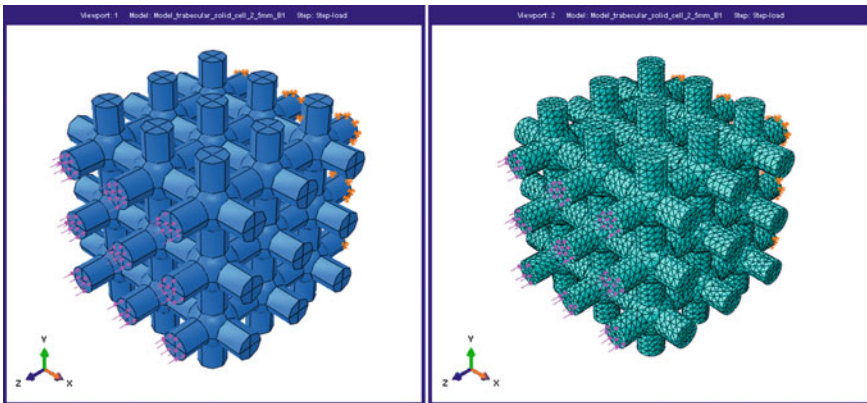 Viewport: 1 Model: Model_trabecular_solid_cell_2_5mm_B1 Step: Step-load
Viewport: 2 Model: Model_trabecular_solid_cell_2_5mm_B1 Step: Step-load
Y
Z
X
Y
Z
X